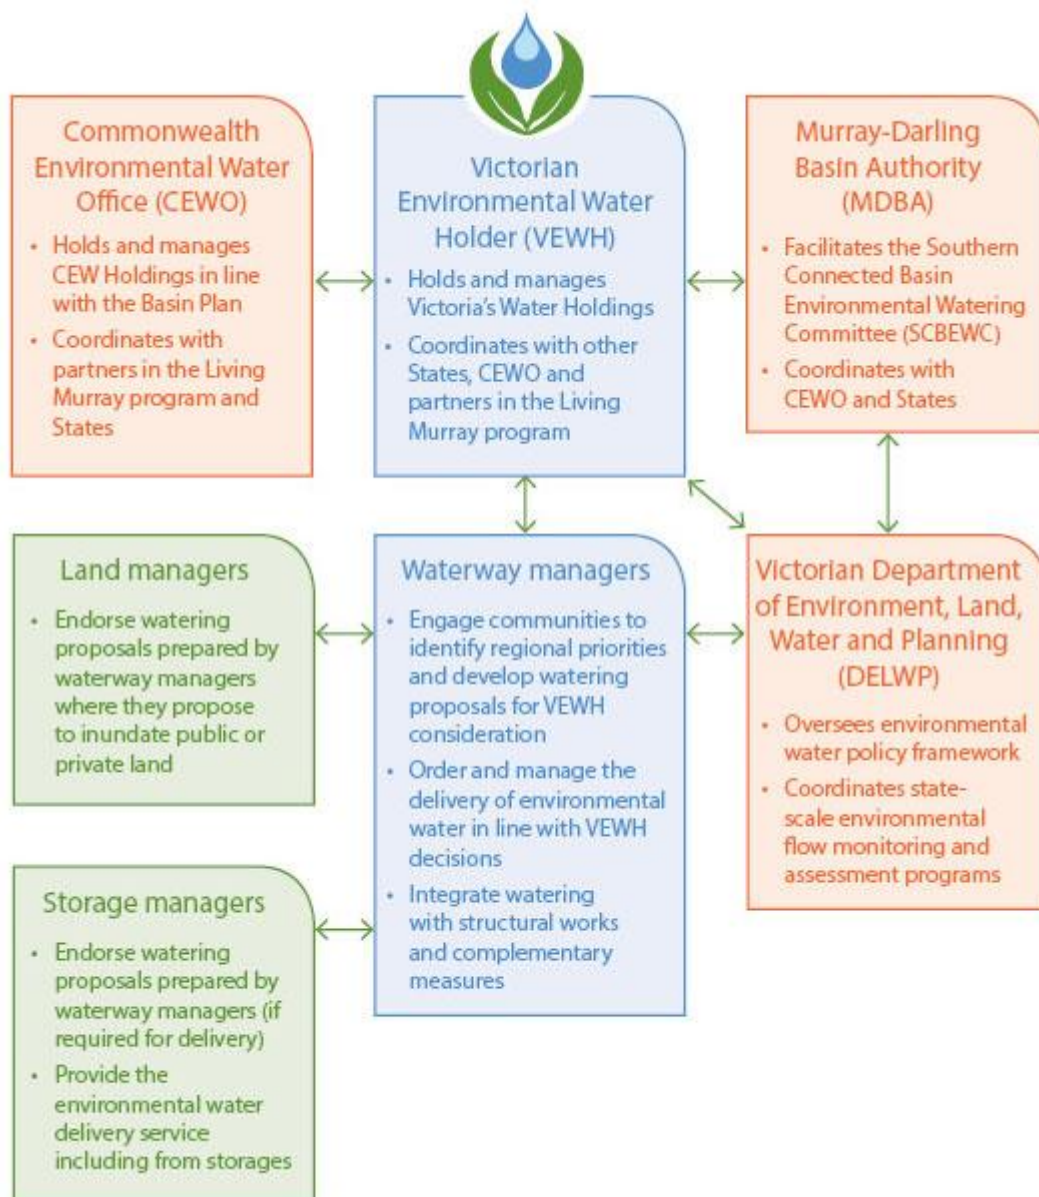 Commonwealth
Environmental Water
Office (CEWO)
• Holds and manages
CEW Holdings in line
with the Basin Plan
• Coordinates with
partners in the Living
Murray program and
States
Victorian
Environmental Water
Holder (VEWH)
• Holds and manages
Victoria's Water Holdings
• Coordinates with other
States, CEWO and
partners in the Living
Murray program
Murray-Darling
Basin Authority
(MDBA)
• Facilitates the Southern
Connected Basin
Environmental Watering
Committee (SCBEWC)
• Coordinates with
CEWO and States
Land managers
• Endorse watering
proposals prepared by
waterway managers
where they propose
to inundate public or
private land
Waterway managers
• Engage communities to
identify regional priorities
and develop watering
proposals for VEWH
consideration
• Order and manage the
delivery of environmental
water in line with VEWH
decisions
• Integrate watering
with structural works
and complementary
measures
Victorian Department
of Environment, Land,
Water and Planning
(DELWP)
• Oversees environmental
water policy framework
• Coordinates state-
scale environmental
flow monitoring and
assessment programs
Storage managers
• Endorse watering
proposals prepared by
waterway managers (if
required for delivery)
• Provide the
environmental water
delivery service
including from storages